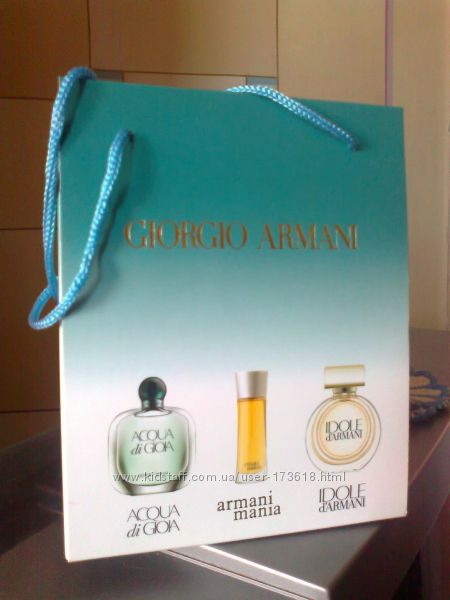 GIORGIO ARMANI
ACQUA
di GIOIA
IDOLE
d'ARMANI
www.kidstaff.com.ua/user-173618.html
ACQUA
di GIOIA
armani
mania
IDOLE
d'ARMANI